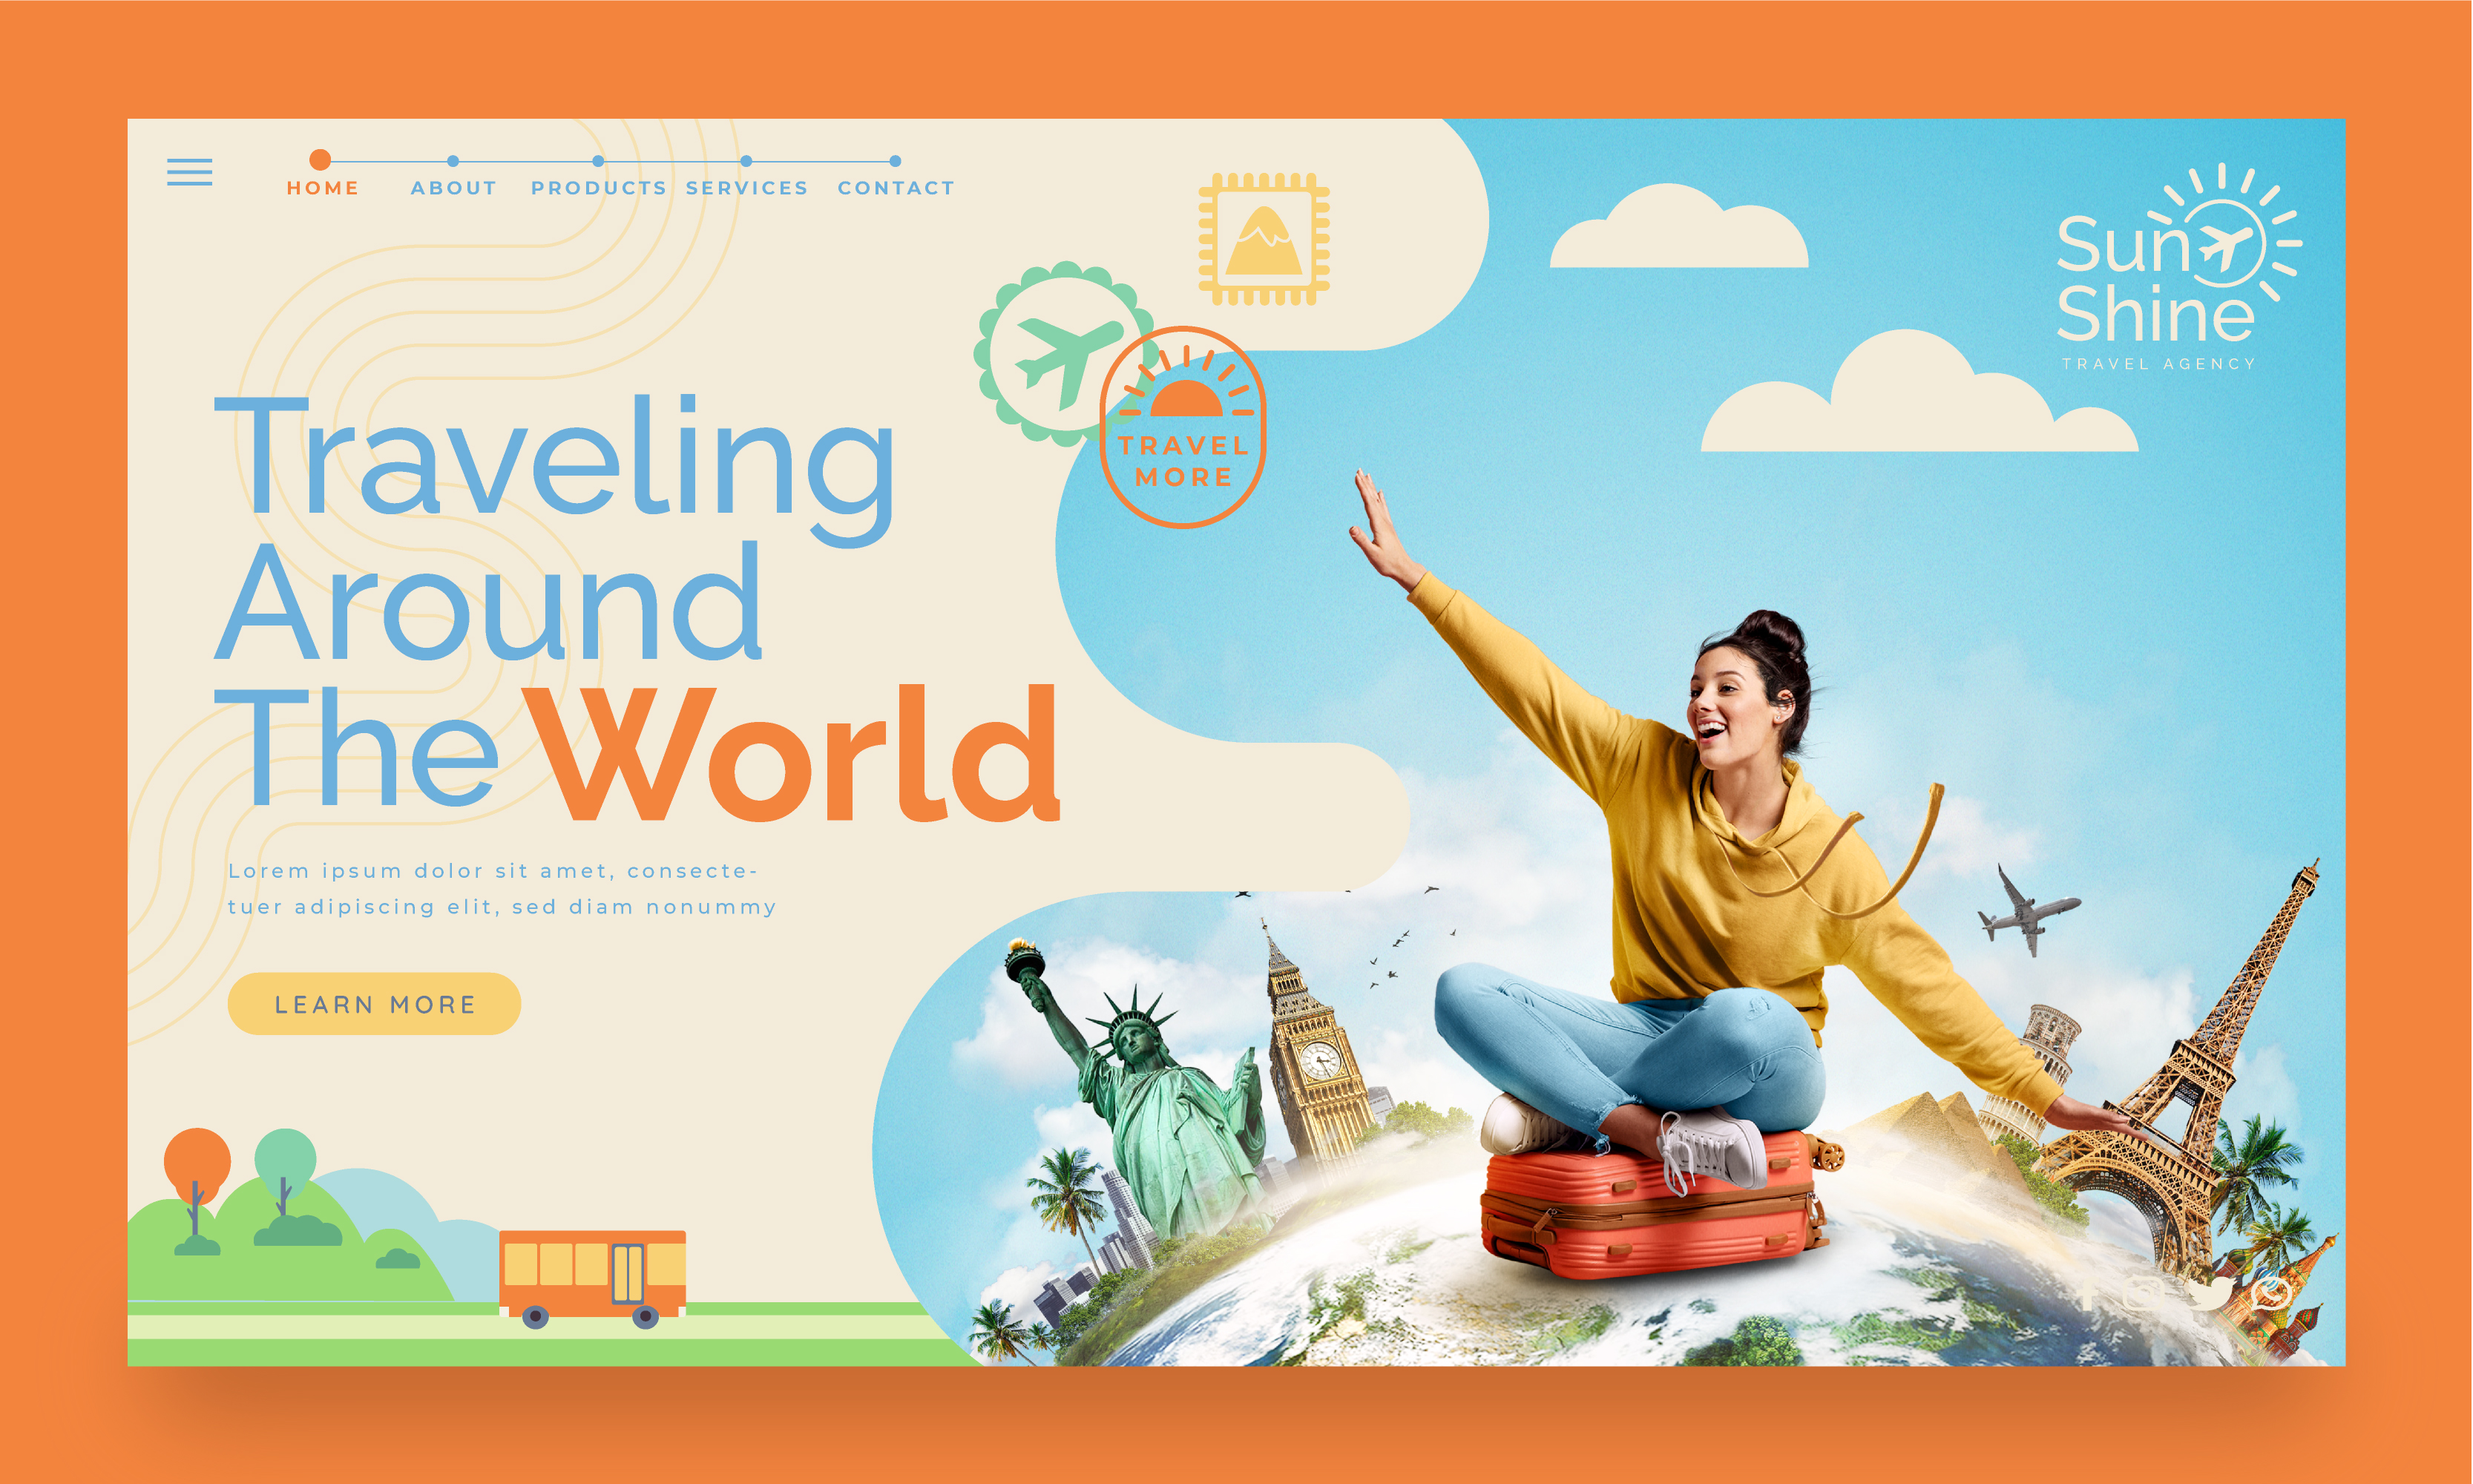 HOME ABOUT PRODUCTS SERVICES CONTACT
Sun
Shine
TRAVEL AGENCY
TRAVEL
MORE
Traveling
Around
The World
Lorem ipsum dolor sit amet, consecte-
tuer adipiscing elit, sed diam nonummy
LEARN MORE